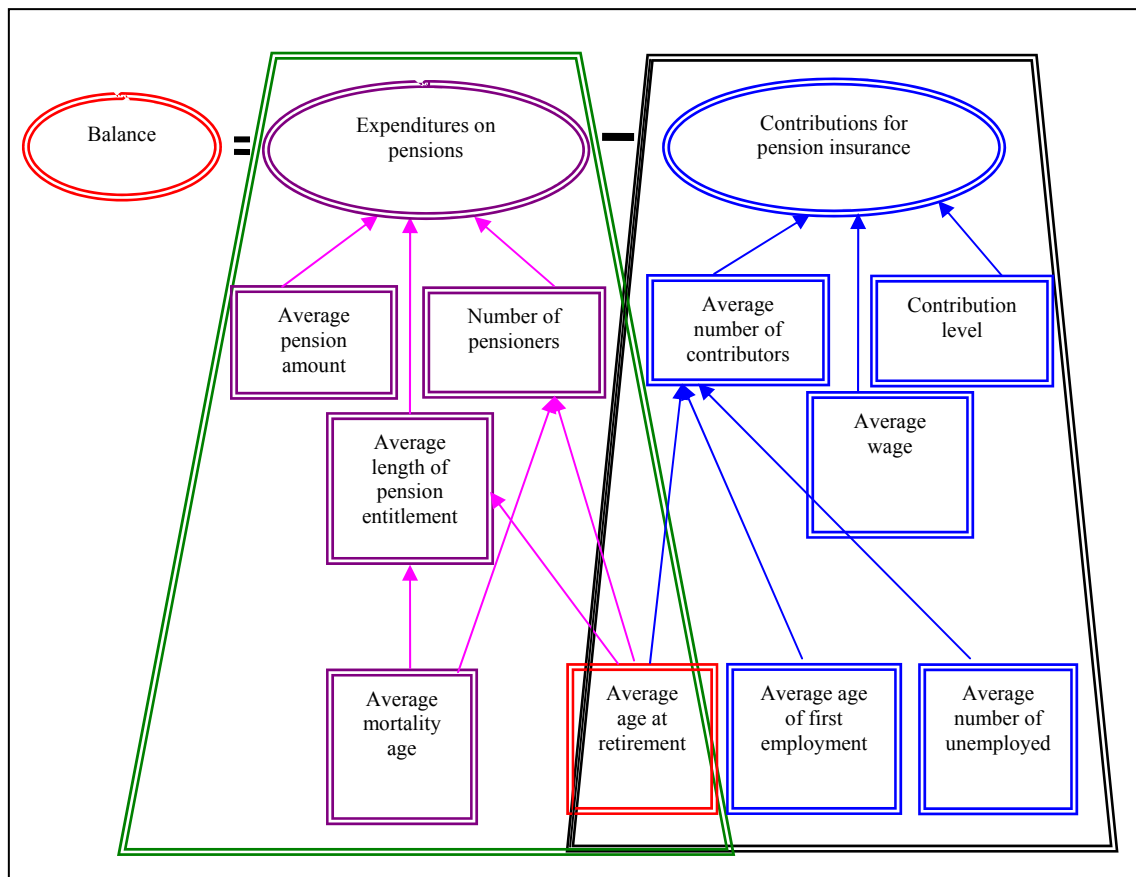 Balance
=
Expenditures on
pensions
–
Contributions for
pension insurance
Average
pension
amount
Number of
pensioners
Average
number of
contributors
Contribution
level
Average
length of
pension
entitlement
Average
wage
Average
mortality
age
Average
age at
retirement
Average age
of first
employment
Average
number of
unemployed